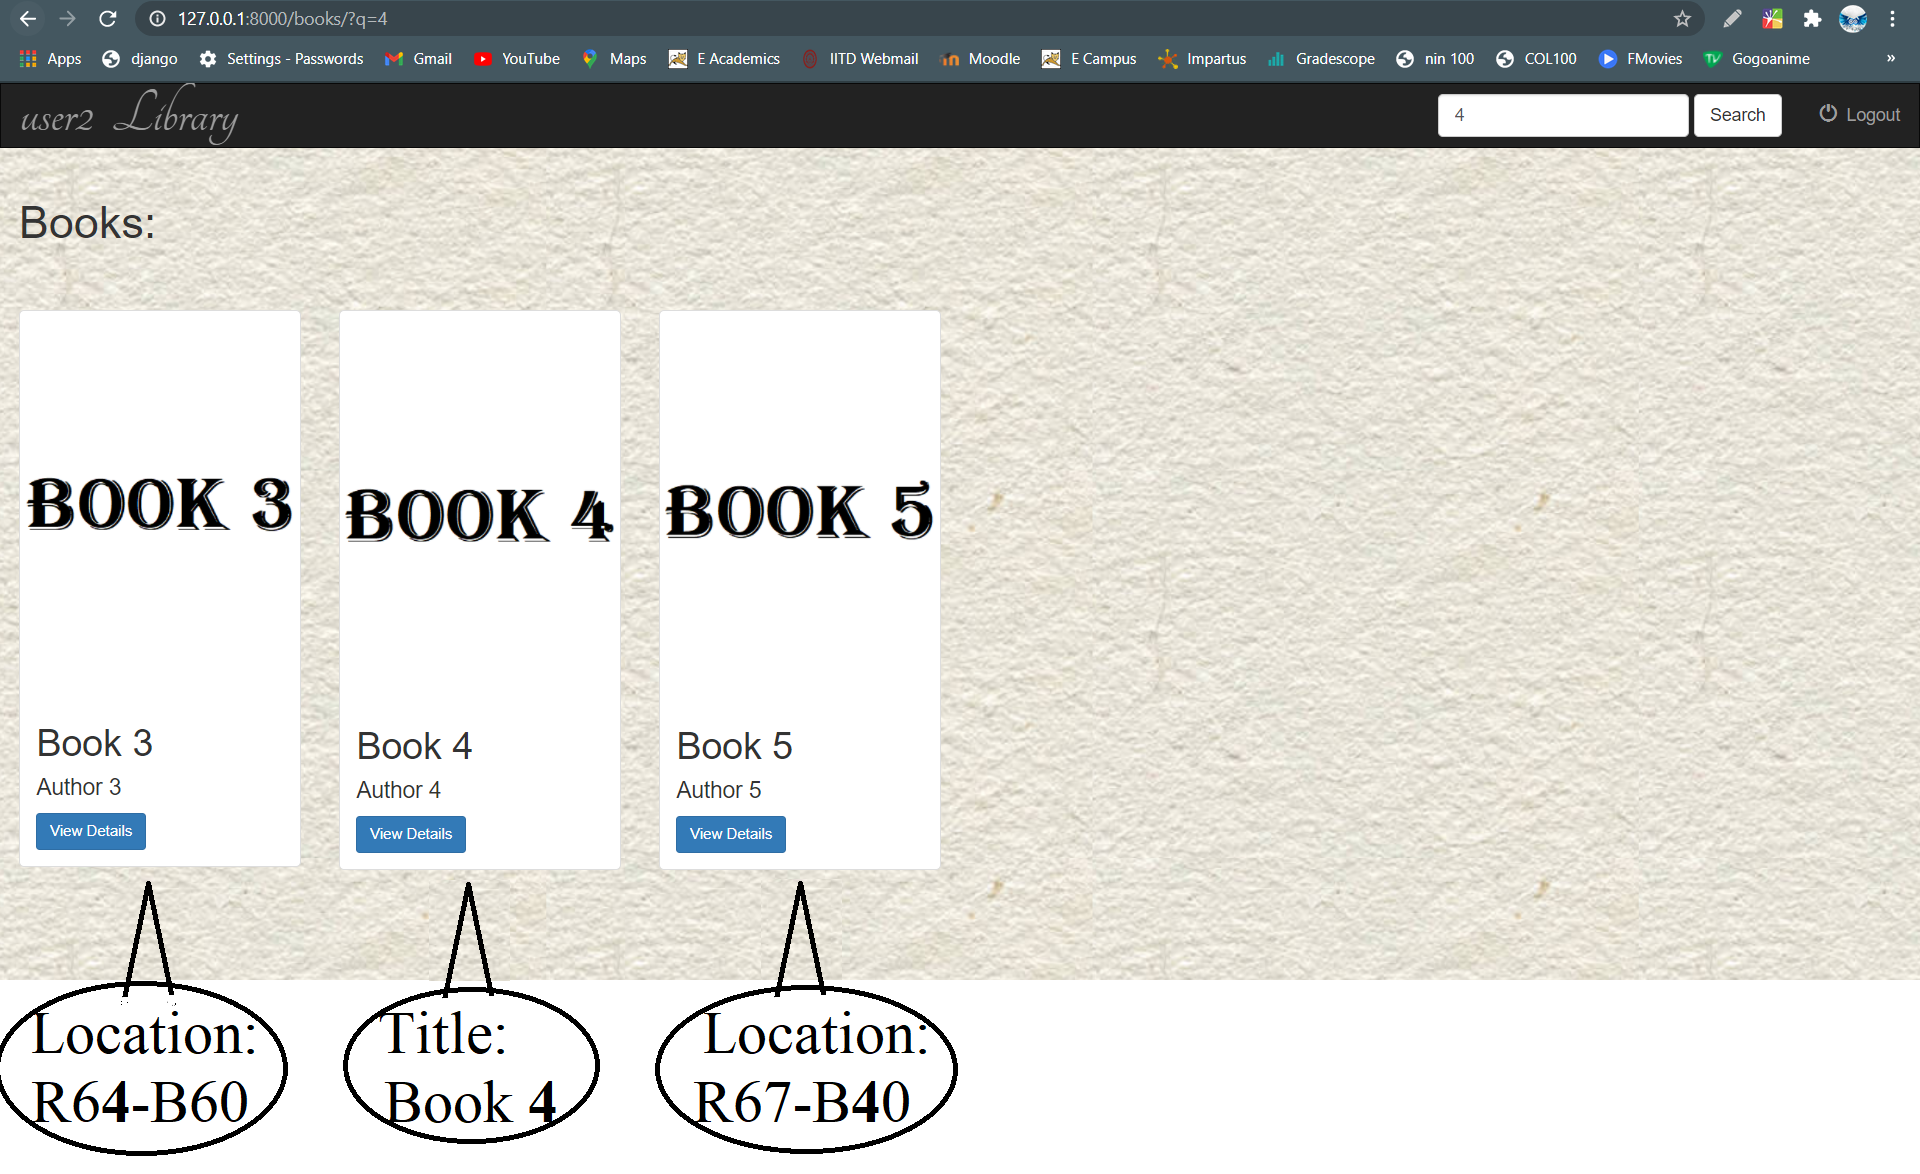 127.0.0.1:8000/books/?q=4
Apps django Settings - Passwords Gmail YouTube Maps E Academics IITD Webmail Moodle E Campus Impartus Gradescope nin 100 COL100 FMovies Gogoanime »
user2 Library 4 Search Logout
Books:
BOOK 3 BOOK 4 BOOK 5
Book 3 Book 4 Book 5
Author 3 Author 4 Author 5
View Details View Details View Details
Location: Title: Location:
R64-B60 Book 4 R67-B40